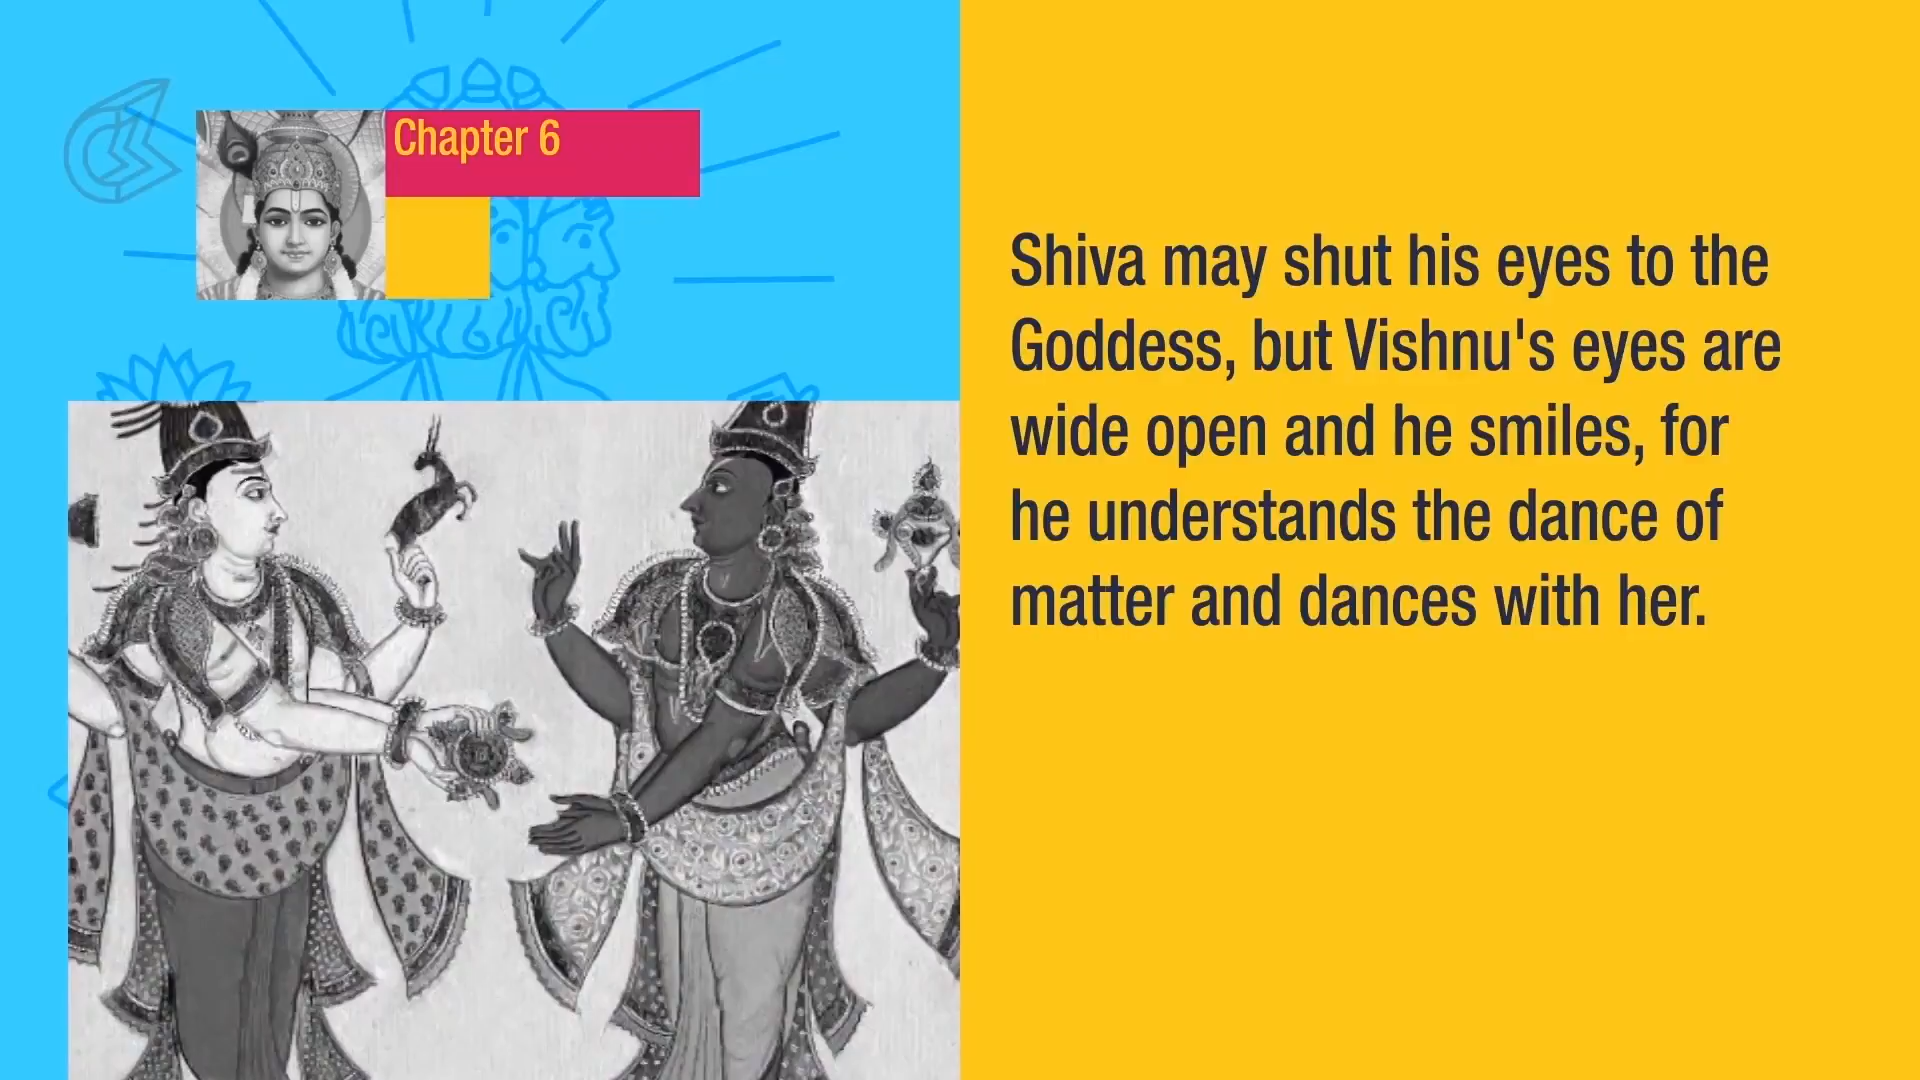 Chapter 6
Shiva may shut his eyes to the
Goddess, but Vishnu's eyes are
wide open and he smiles, for
he understands the dance of
matter and dances with her.